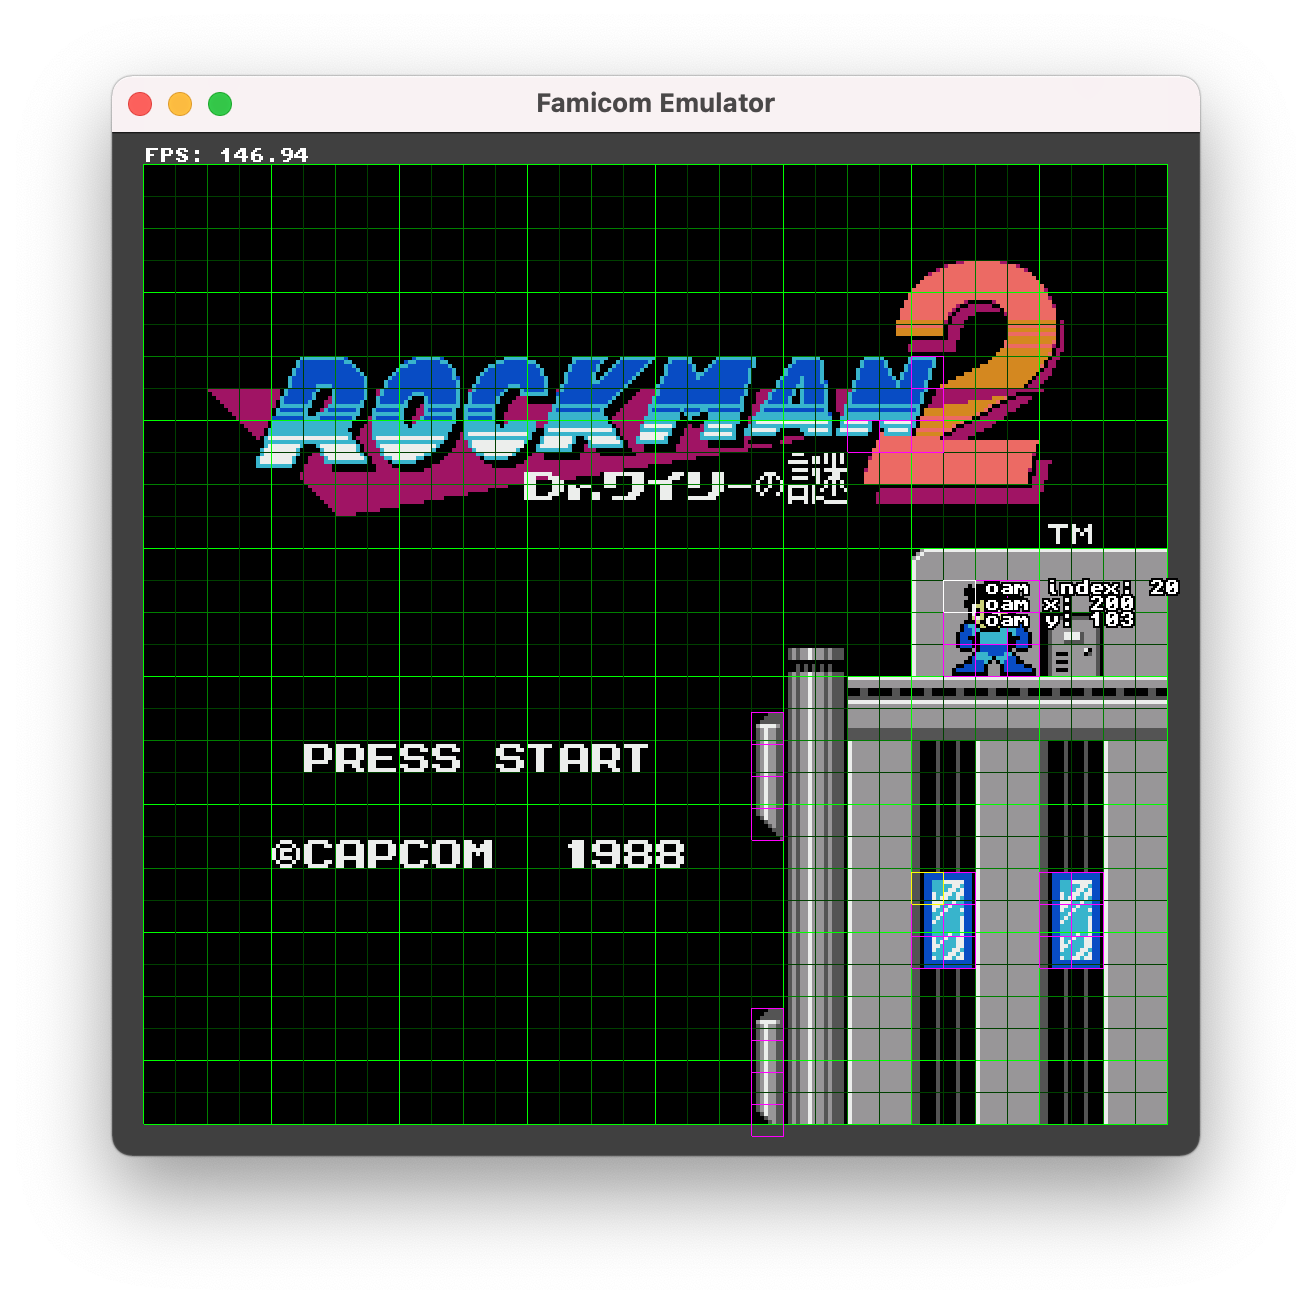 Famicom Emulator
FPS: 146.94
ROCKMAN 2
Dr.ワイリーの謎
TM
oam index: 20
oam x: 200
oam y: 103
PRESS START
©CAPCOM 1988